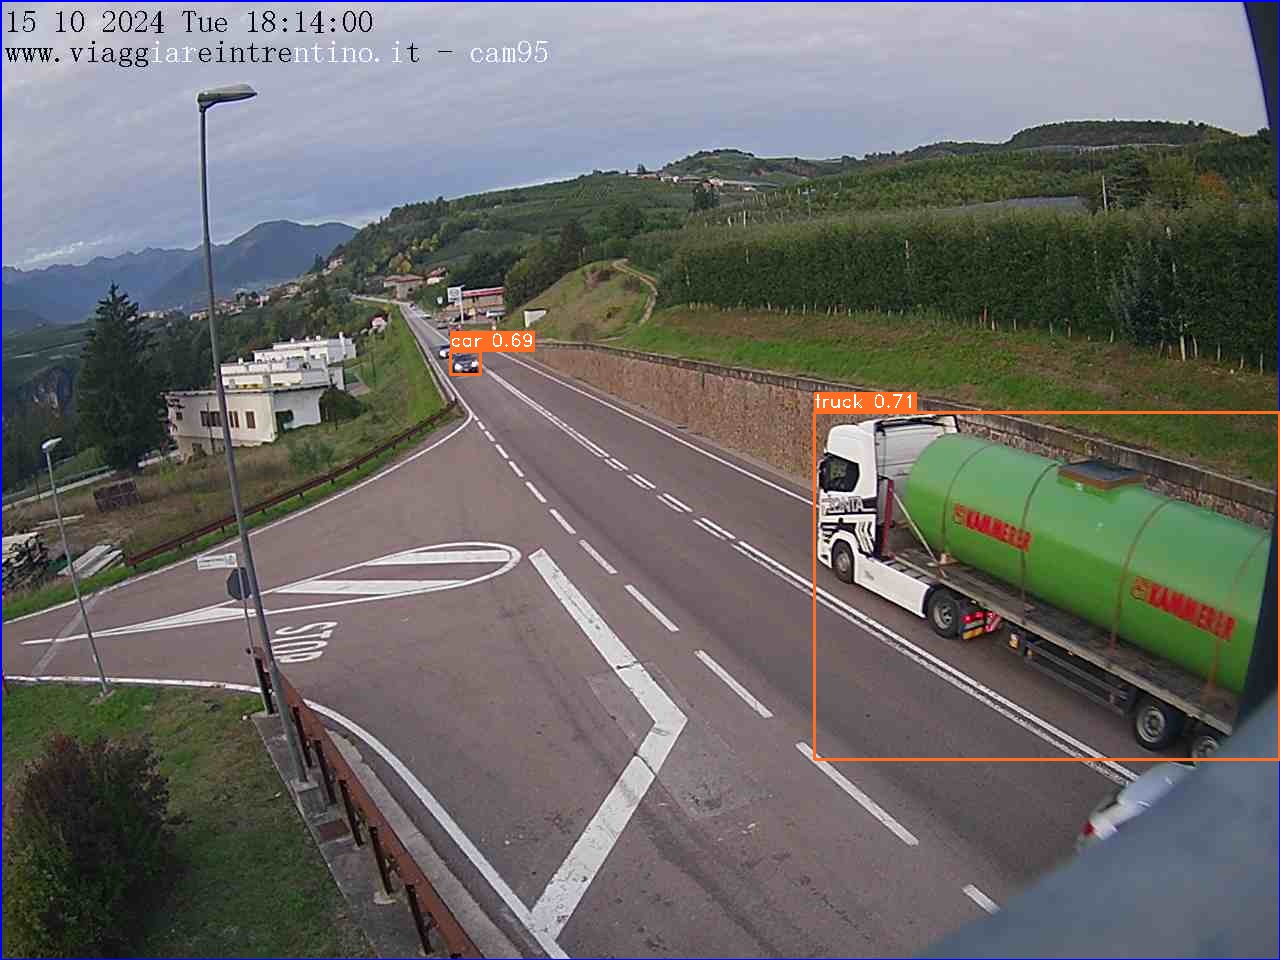 15 10 2024 Tue 18:14:00
www.viaggiareintrentino.it - cam95
car 0.69
truck 0.71
KAMMERER
KAMMERER
STOP